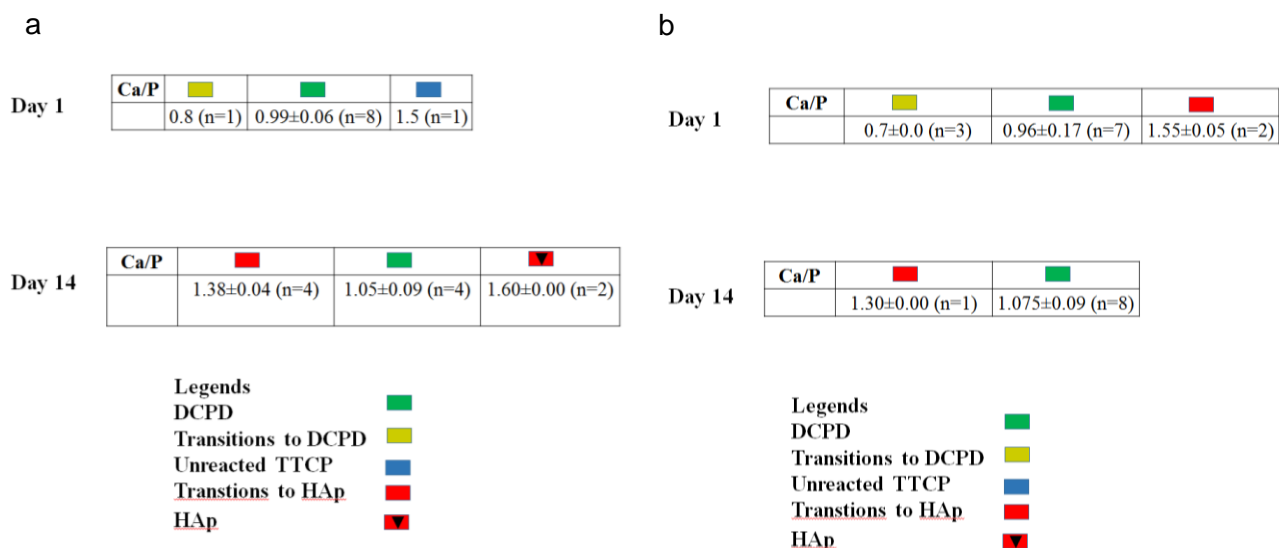 a
Day 1
Ca/P
0.8 (n=1) 0.99±0.06 (n=8) 1.5 (n=1)
Day 14
Ca/P
1.38±0.04 (n=4) 1.05±0.09 (n=4) 1.60±0.00 (n=2)
Legends
DCPD
Transitions to DCPD
Unreacted TTCP
Transtions to HAp
HAp
b
Day 1
Ca/P
0.7±0.0 (n=3) 0.96±0.17 (n=7) 1.55±0.05 (n=2)
Day 14
Ca/P
1.30±0.00 (n=1) 1.075±0.09 (n=8)
Legends
DCPD
Transitions to DCPD
Unreacted TTCP
Transtions to HAp
HAp